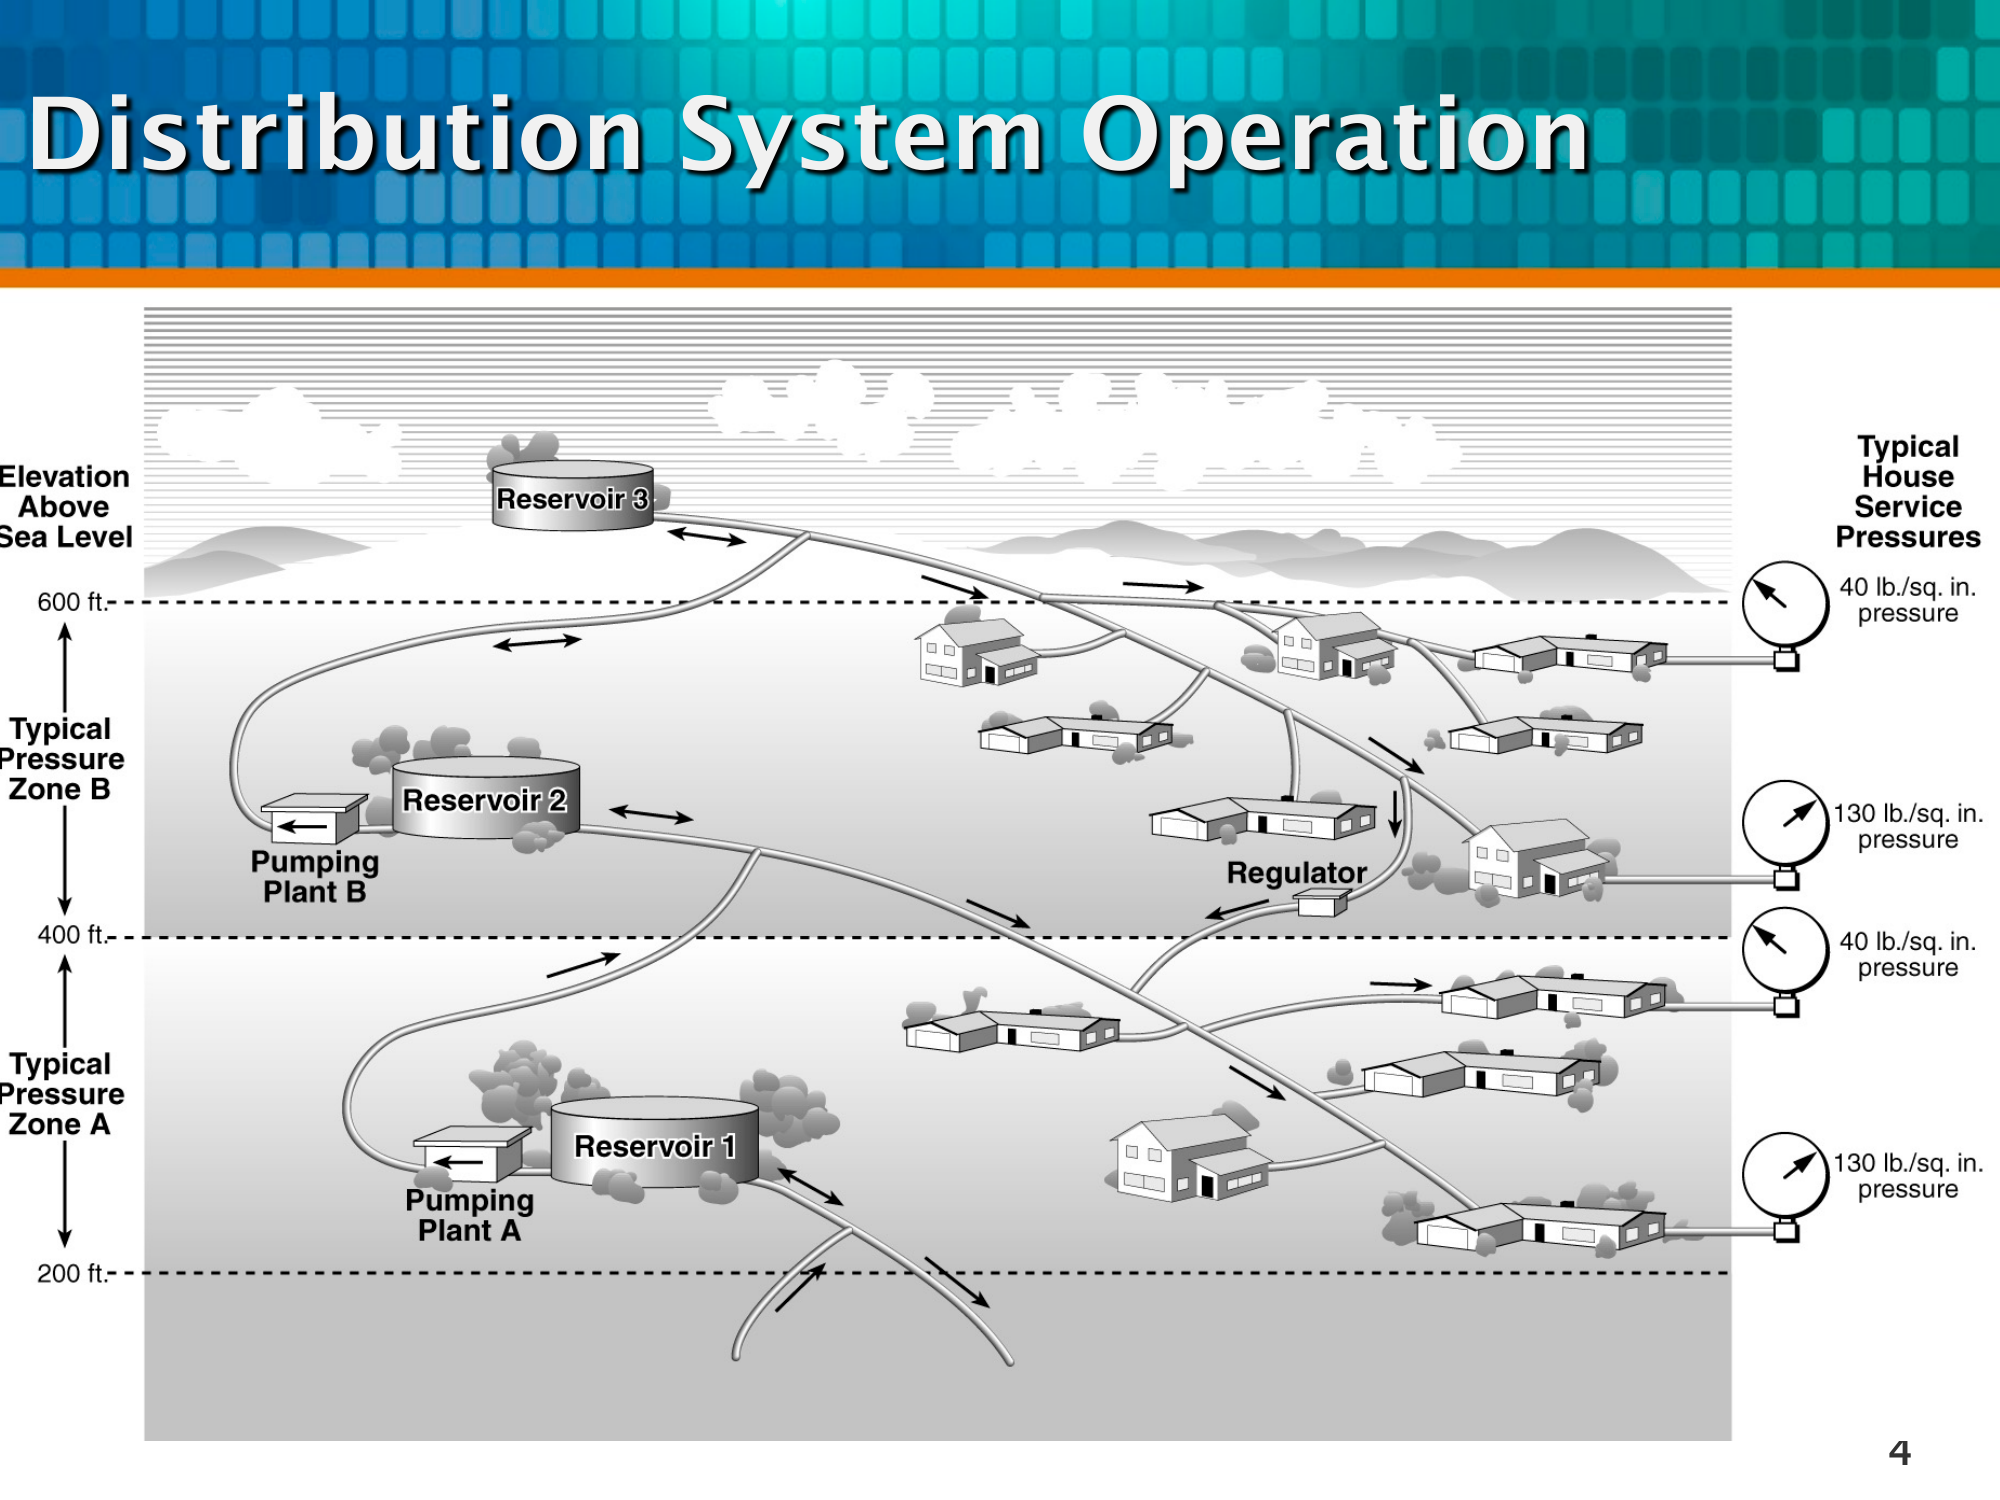 Distribution System Operation
Elevation
Above
Sea Level
600 ft.
Typical
Pressure
Zone B
400 ft.
Typical
Pressure
Zone A
200 ft.
Reservoir 3
Reservoir 2
Pumping
Plant B
Regulator
Reservoir 1
Pumping
Plant A
Typical
House
Service
Pressures
40 lb./sq. in.
pressure
130 lb./sq. in.
pressure
40 lb./sq. in.
pressure
130 lb./sq. in.
pressure
4